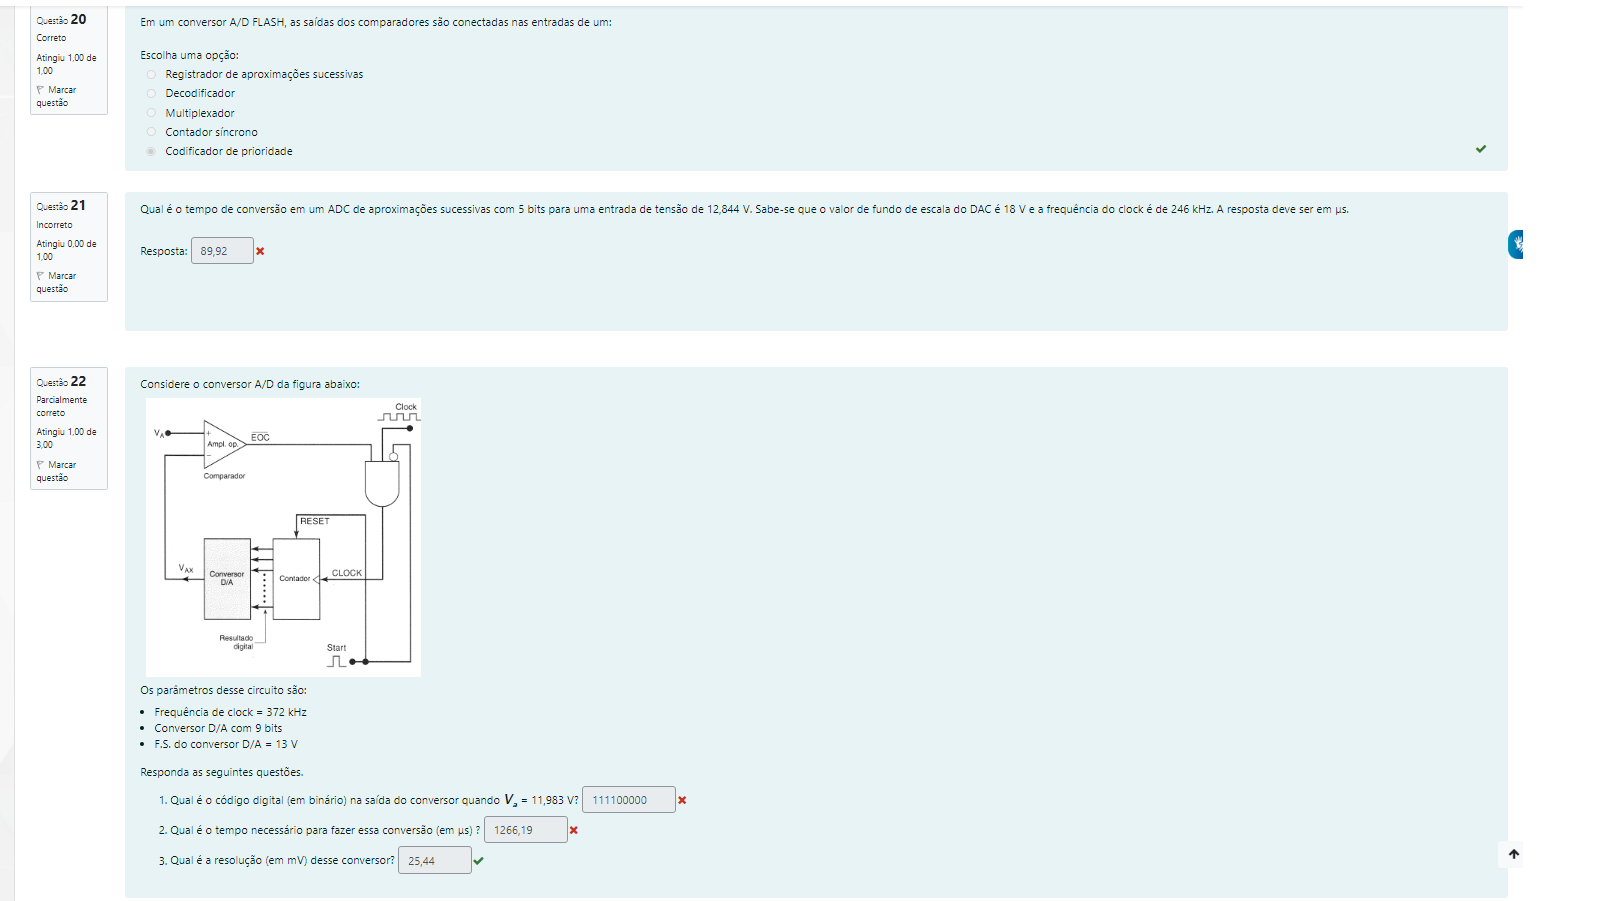 Questão 20
Correto
Atingiu 1,00 de
1,00
Marcar
questão
Em um conversor A/D FLASH, as saídas dos comparadores são conectadas nas entradas de um:
Escolha uma opção:
Registrador de aproximações sucessivas
Decodificador
Multiplexador
Contador síncrono
Codificador de prioridade
Questão 21
Incorreto
Atingiu 0,00 de
1,00
Marcar
questão
Qual é o tempo de conversão em um ADC de aproximações sucessivas com 5 bits para uma entrada de tensão de 12,844 V. Sabe-se que o valor de fundo de escala do DAC é 18 V e a frequência do clock é de 246 kHz. A resposta deve ser em µs.
Resposta: 89,92
Questão 22
Parcialmente
correto
Atingiu 1,00 de
3,00
Marcar
questão
Considere o conversor A/D da figura abaixo:
Clock
VA
+
EOC
Ampl. op.
-
Comparador
RESET
VAX
Conversor
D/A
Contador
CLOCK
Resultado
digital
Start
Os parâmetros desse circuito são:
• Frequência de clock = 372 kHz
• Conversor D/A com 9 bits
• F.S. do conversor D/A = 13 V
Responda as seguintes questões.
1. Qual é o código digital (em binário) na saída do conversor quando Va = 11,983 V? 111100000
2. Qual é o tempo necessário para fazer essa conversão (em µs) ? 1266,19
3. Qual é a resolução (em mV) desse conversor? 25,44